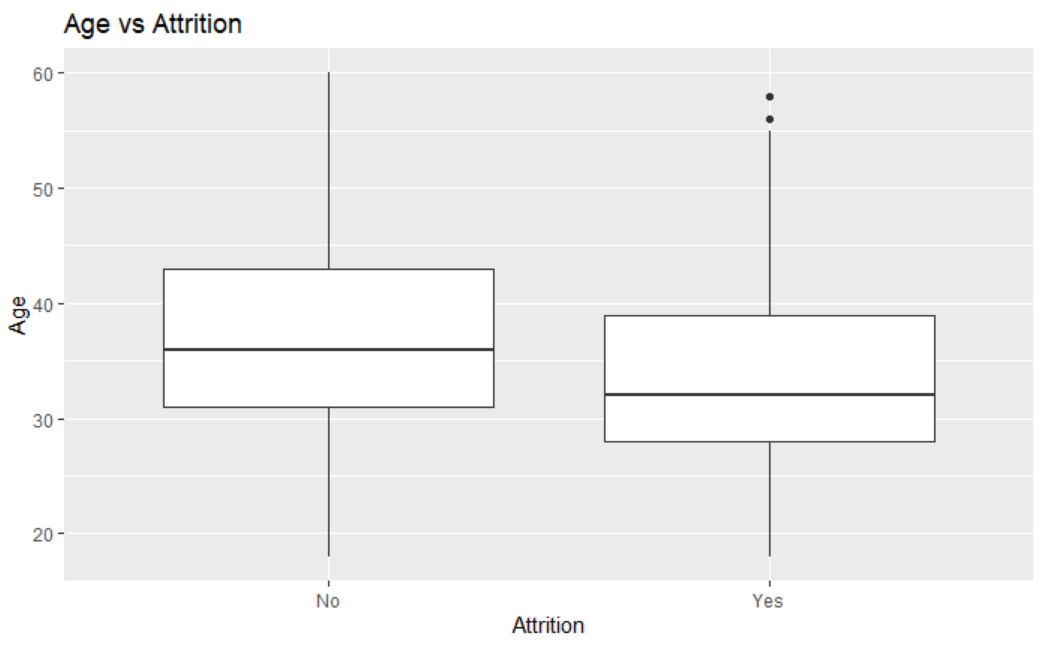 Age vs Attrition
60
50
40
30
20
Age
No
Yes
Attrition